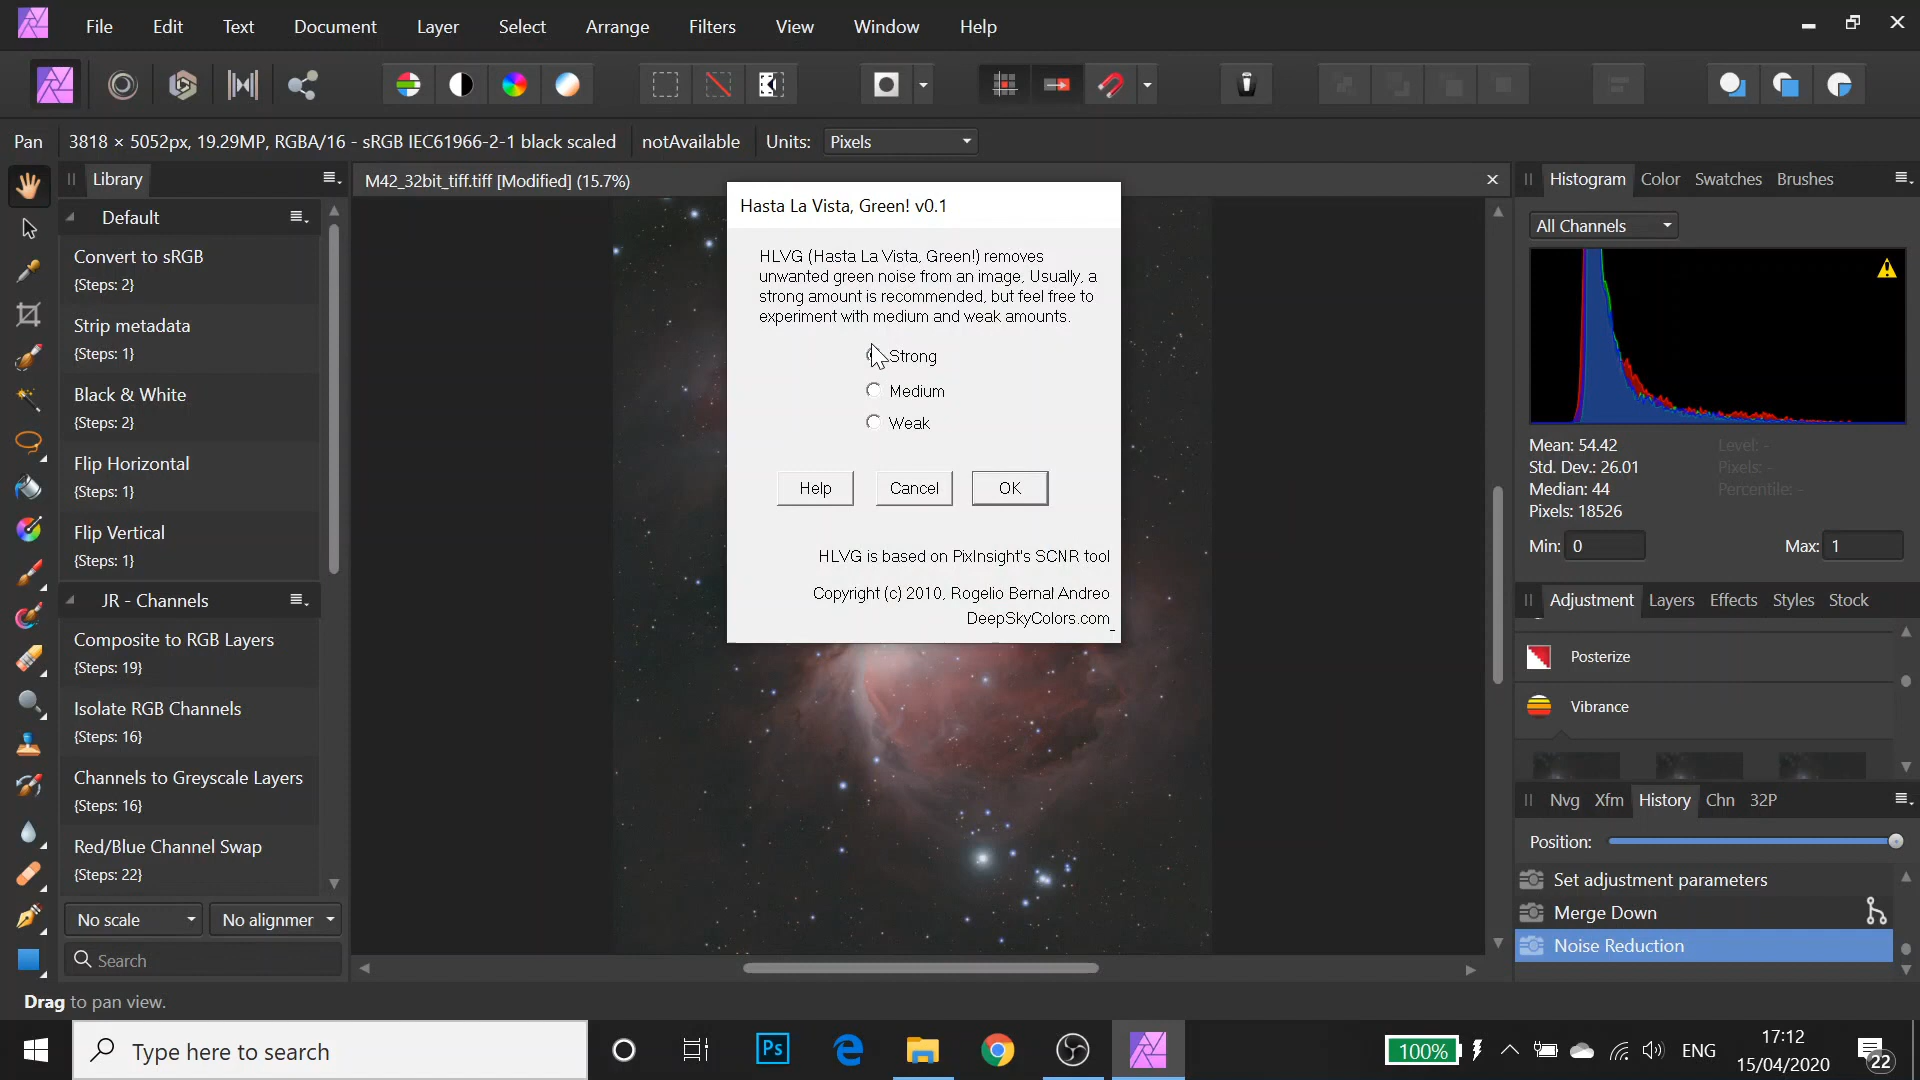 File Edit Text Document Layer Select Arrange Filters View Window Help
Pan 3818 × 5052px, 19.29MP, RGBA/16 - sRGB IEC61966-2-1 black scaled notAvailable Units: Pixels
Library
Default
Convert to sRGB
{Steps: 2}
Strip metadata
{Steps: 1}
Black & White
{Steps: 2}
Flip Horizontal
{Steps: 1}
Flip Vertical
{Steps: 1}
JR - Channels
Composite to RGB Layers
{Steps: 19}
Isolate RGB Channels
{Steps: 16}
Channels to Greyscale Layers
{Steps: 16}
Red/Blue Channel Swap
{Steps: 22}
No scale No alignmer
Search
M42_32bit_tiff.tiff [Modified] (15.7%)
Hasta La Vista, Green! v0.1
HLVG (Hasta La Vista, Green!) removes
unwanted green noise from an image, Usually, a
strong amount is recommended, but feel free to
experiment with medium and weak amounts.
Strong
Medium
Weak
Help Cancel OK
HLVG is based on PixInsight's SCNR tool
Copyright (c) 2010, Rogelio Bernal Andreo
DeepSkyColors.com
Histogram Color Swatches Brushes
All Channels
Mean: 54.42 Level: -
Std. Dev.: 26.01 Pixels: -
Median: 44 Percentile: -
Pixels: 18526
Min: 0 Max: 1
Adjustment Layers Effects Styles Stock
Posterize
Vibrance
Nvg Xfm History Chn 32P
Position:
Set adjustment parameters
Merge Down
Noise Reduction
Drag to pan view.
Type here to search
Ps
100%
ENG
17:12
15/04/2020
22